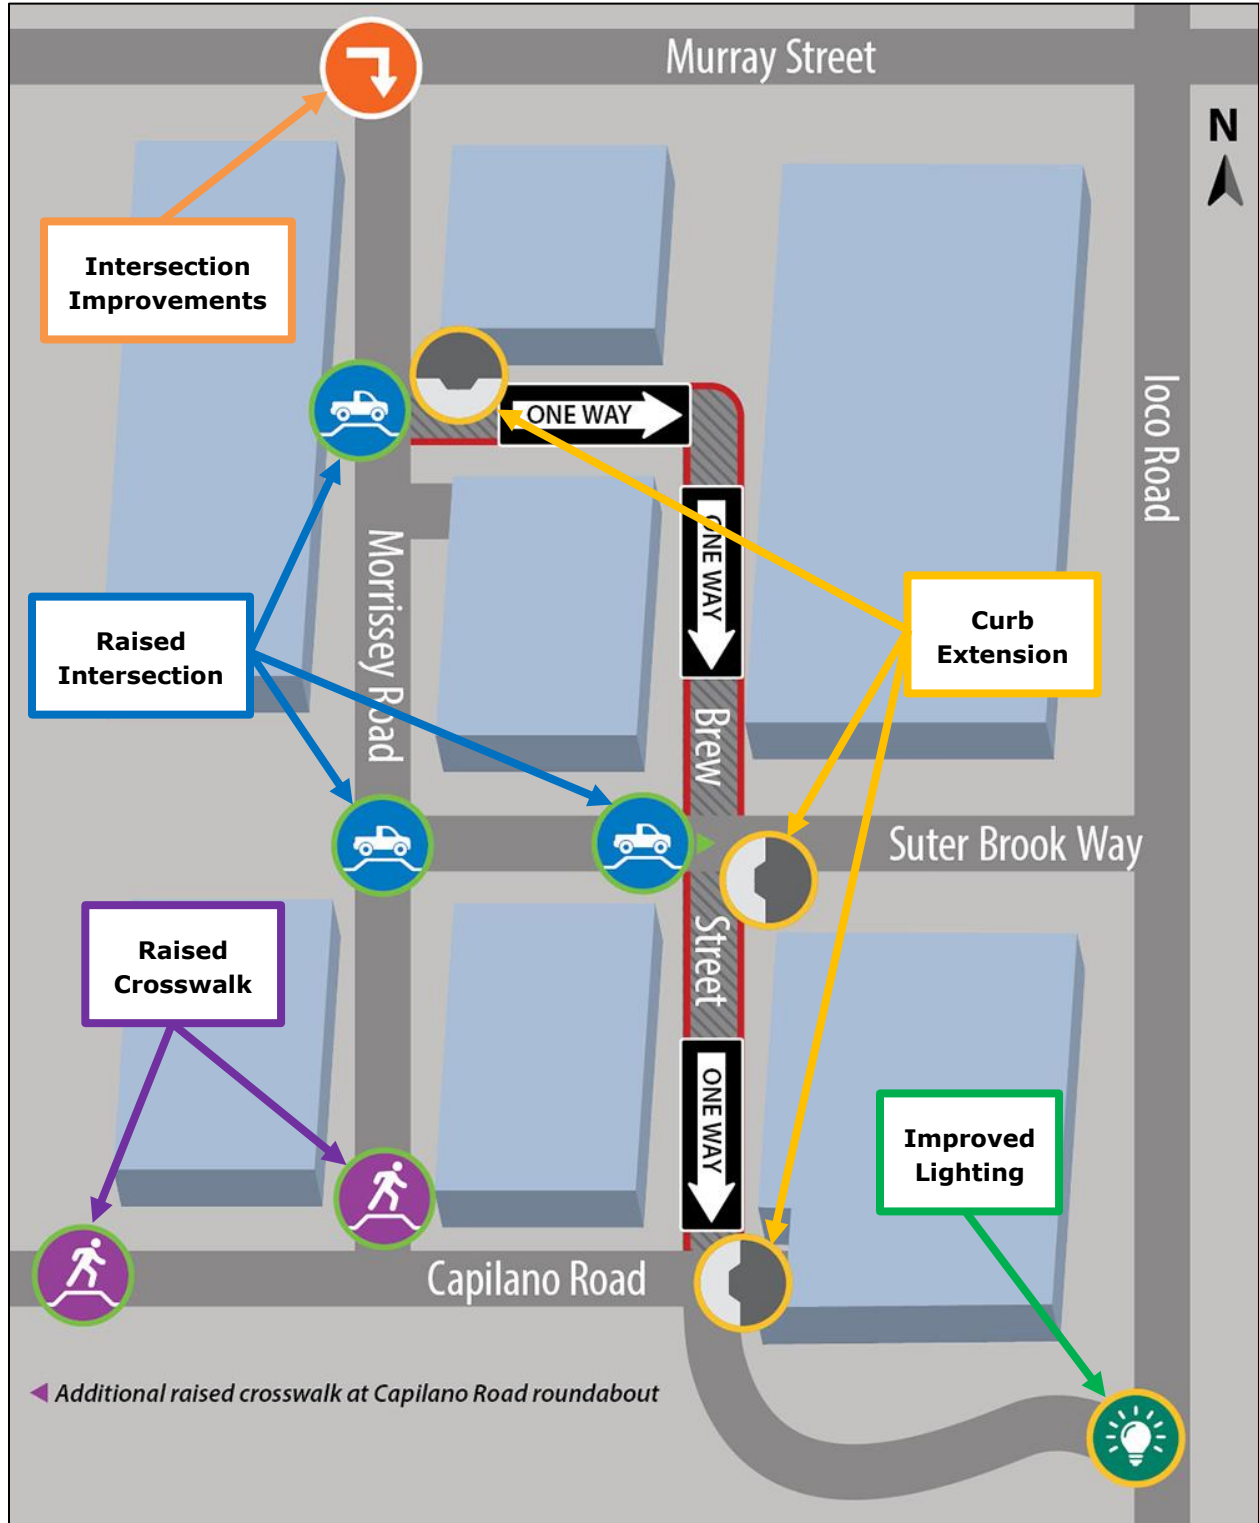 Murray Street
N
Intersection
Improvements
ONE WAY
Ioco Road
ONE WAY
Morrissey Road
Curb
Extension
Raised
Intersection
Brew
Street
Suter Brook Way
Raised
Crosswalk
ONE WAY
Improved
Lighting
Capilano Road
Additional raised crosswalk at Capilano Road roundabout